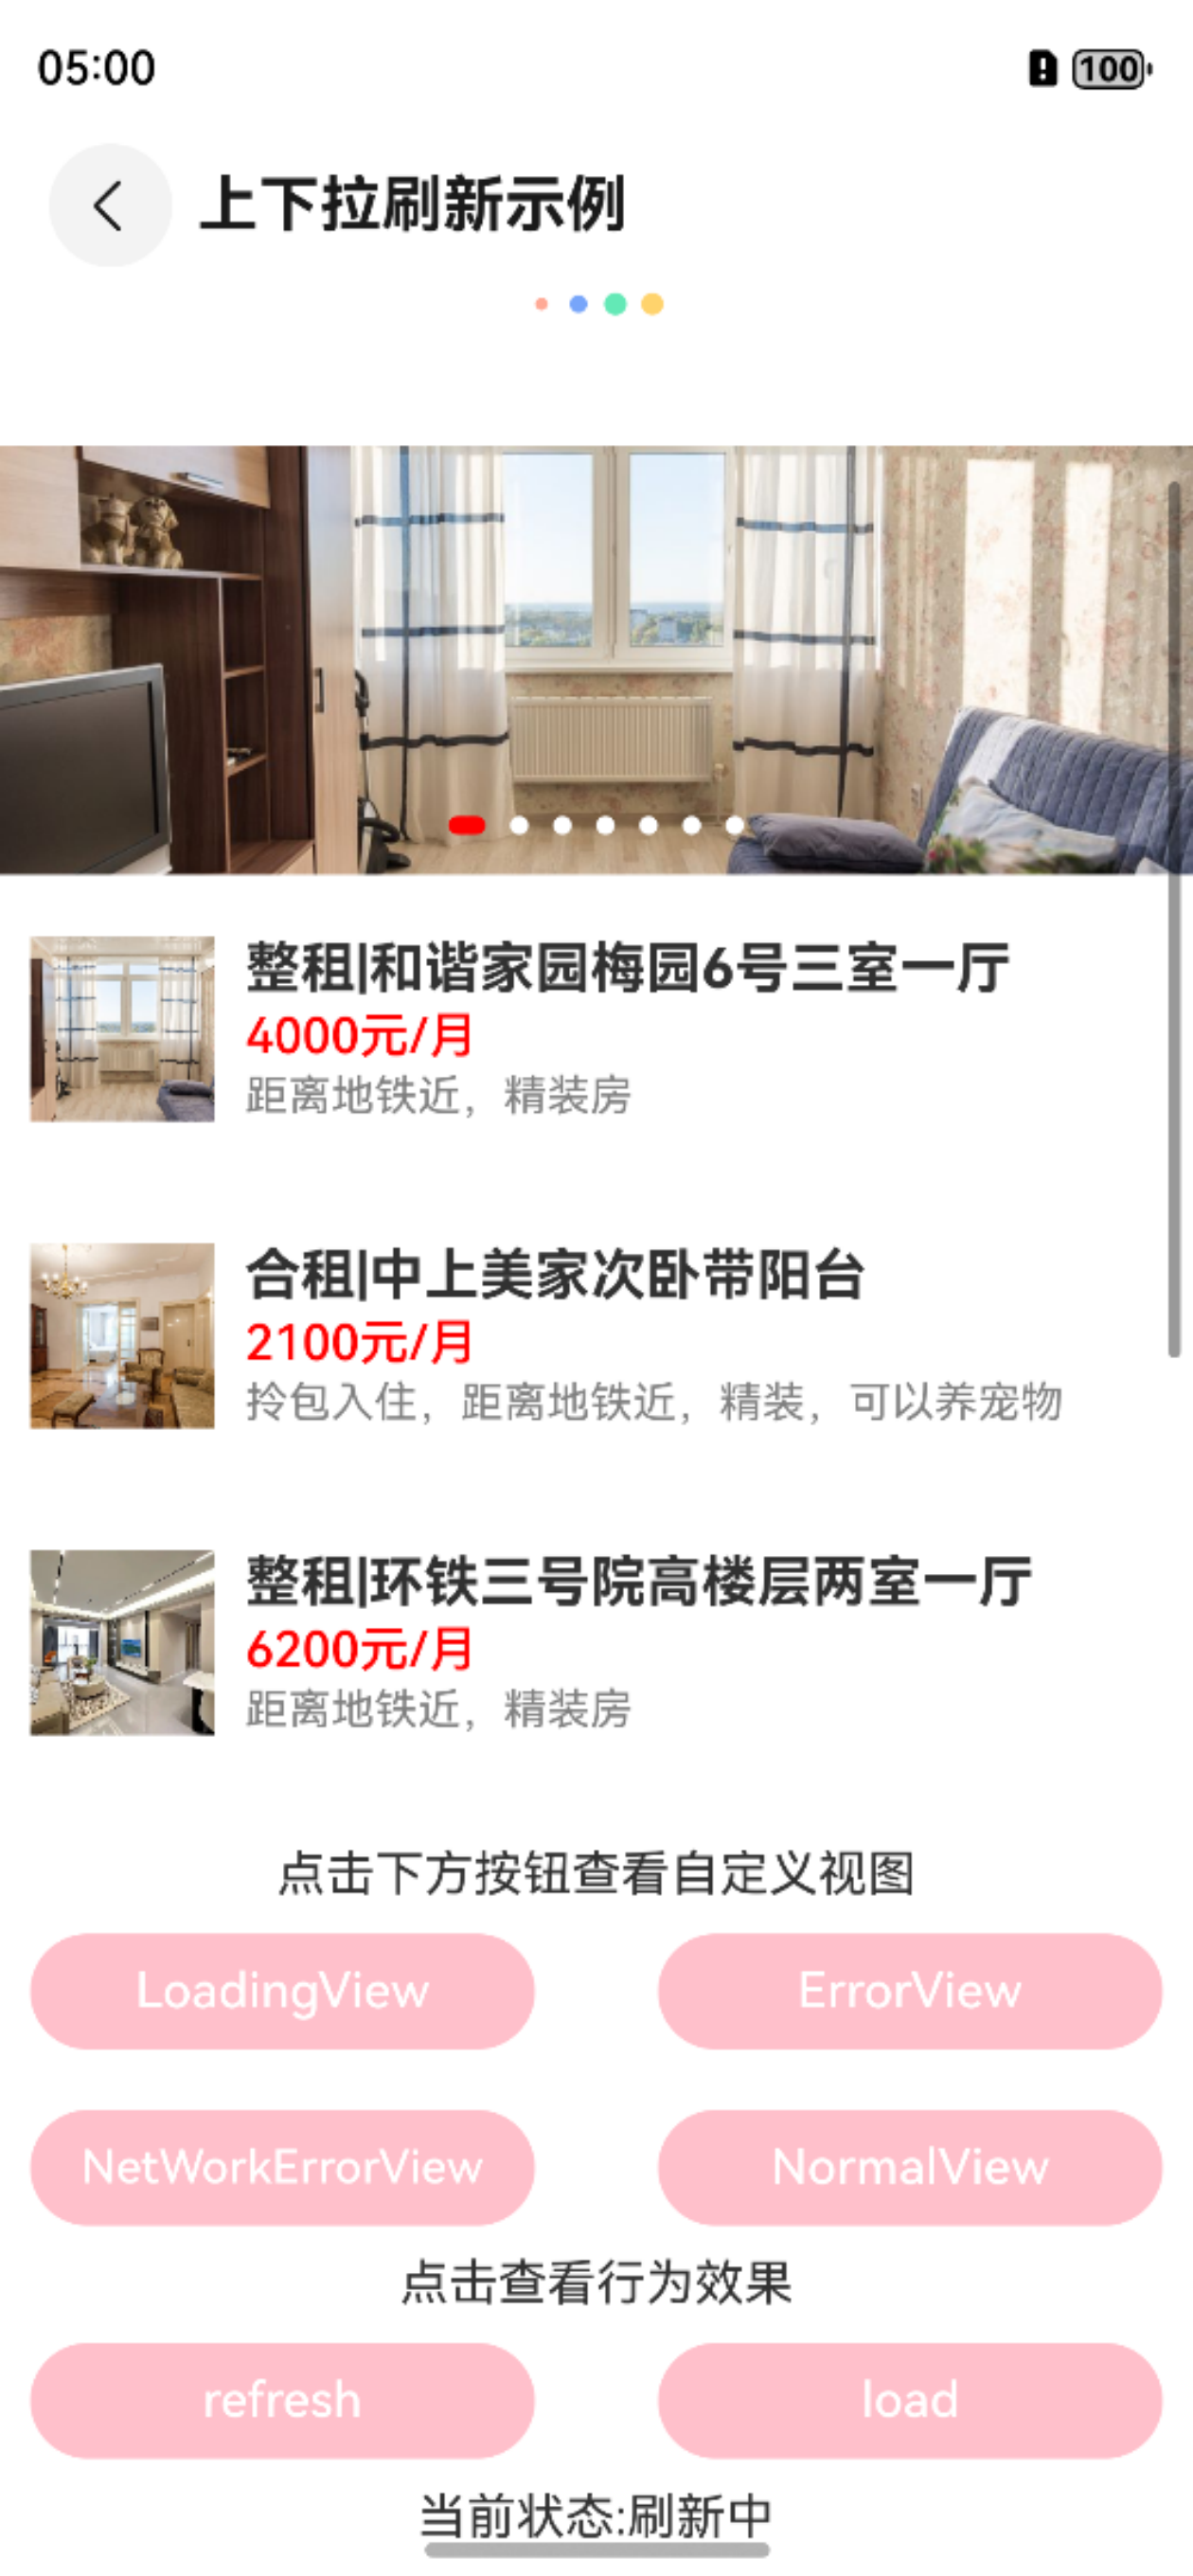 05:00
100
上下拉刷新示例
整租|和谐家园梅园6号三室一厅
4000元/月
距离地铁近，精装房
合租|中上美家次卧带阳台
2100元/月
拎包入住，距离地铁近，精装，可以养宠物
整租|环铁三号院高楼层两室一厅
6200元/月
距离地铁近，精装房
点击下方按钮查看自定义视图
LoadingView
ErrorView
NetWorkErrorView
NormalView
点击查看行为效果
refresh
load
当前状态:刷新中